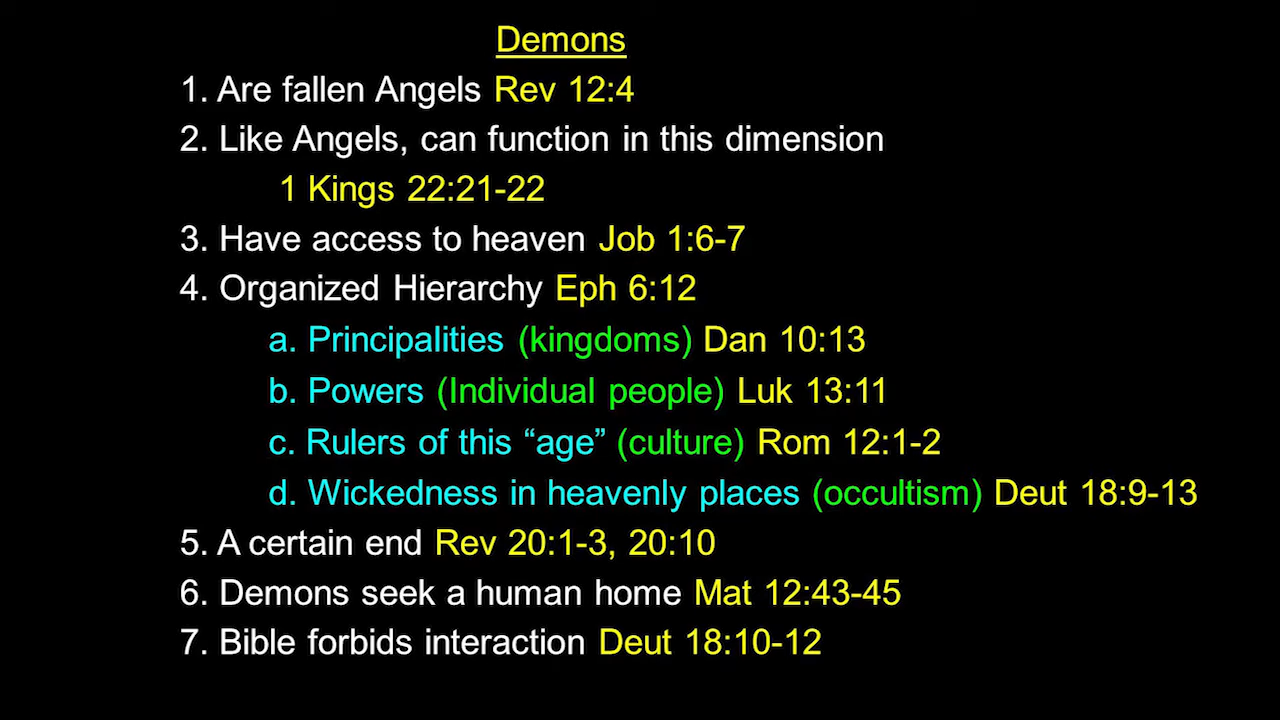 Demons
1. Are fallen Angels Rev 12:4
2. Like Angels, can function in this dimension
1 Kings 22:21-22
3. Have access to heaven Job 1:6-7
4. Organized Hierarchy Eph 6:12
a. Principalities (kingdoms) Dan 10:13
b. Powers (Individual people) Luk 13:11
c. Rulers of this “age” (culture) Rom 12:1-2
d. Wickedness in heavenly places (occultism) Deut 18:9-13
5. A certain end Rev 20:1-3, 20:10
6. Demons seek a human home Mat 12:43-45
7. Bible forbids interaction Deut 18:10-12